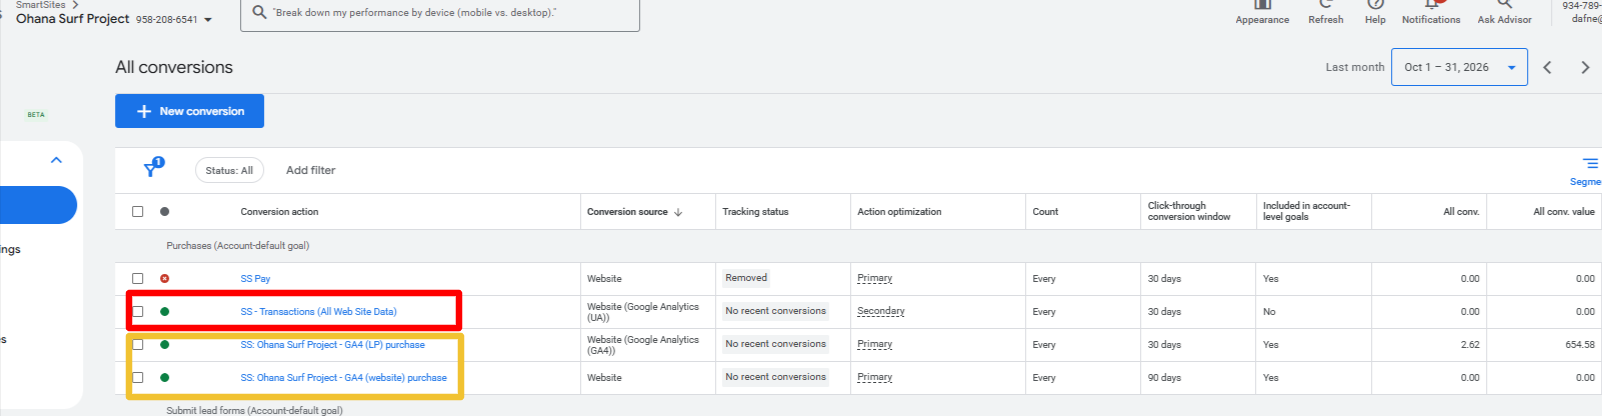 SmartSites
Ohana Surf Project 958-208-6541
"Break down my performance by device (mobile vs. desktop)."
Appearance
Refresh
Help
Notifications
Ask Advisor
934-789-
dafne@
All conversions
Last month
Oct 1 – 31, 2026
BETA
New conversion
1
Status: All
Add filter
Segme
Conversion action
Conversion source
Tracking status
Action optimization
Count
Click-through conversion window
Included in account-level goals
All conv.
All conv. value
ings
Purchases (Account-default goal)
SS Pay Website Removed Primary Every 30 days Yes 0.00 0.00
SS - Transactions (All Web Site Data) Website (Google Analytics (UA)) No recent conversions Secondary Every 30 days No 0.00 0.00
s
SS: Ohana Surf Project - GA4 (LP) purchase Website (Google Analytics (GA4)) No recent conversions Primary Every 30 days Yes 2.62 654.58
SS: Ohana Surf Project - GA4 (website) purchase Website No recent conversions Primary Every 90 days Yes 0.00 0.00
Submit lead forms (Account-default goal)